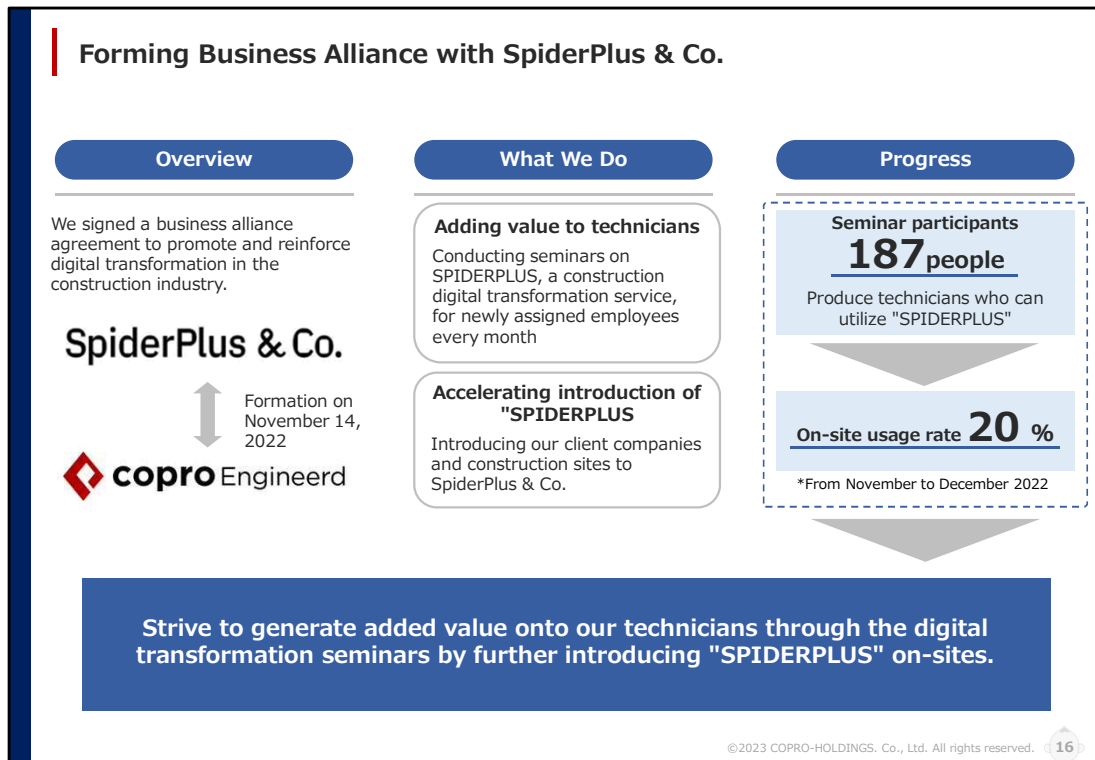 Forming Business Alliance with SpiderPlus & Co.
Overview
We signed a business alliance
agreement to promote and reinforce
digital transformation in the
construction industry.
SpiderPlus & Co.
Formation on
November 14,
2022
copro Engineerd
What We Do
Adding value to technicians
Conducting seminars on
SPIDERPLUS, a construction
digital transformation service,
for newly assigned employees
every month
Accelerating introduction of
"SPIDERPLUS
Introducing our client companies
and construction sites to
SpiderPlus & Co.
Progress
Seminar participants
187people
Produce technicians who can
utilize "SPIDERPLUS"
On-site usage rate 20 %
*From November to December 2022
Strive to generate added value onto our technicians through the digital
transformation seminars by further introducing "SPIDERPLUS" on-sites.
©2023 COPRO-HOLDINGS. Co., Ltd. All rights reserved. 16